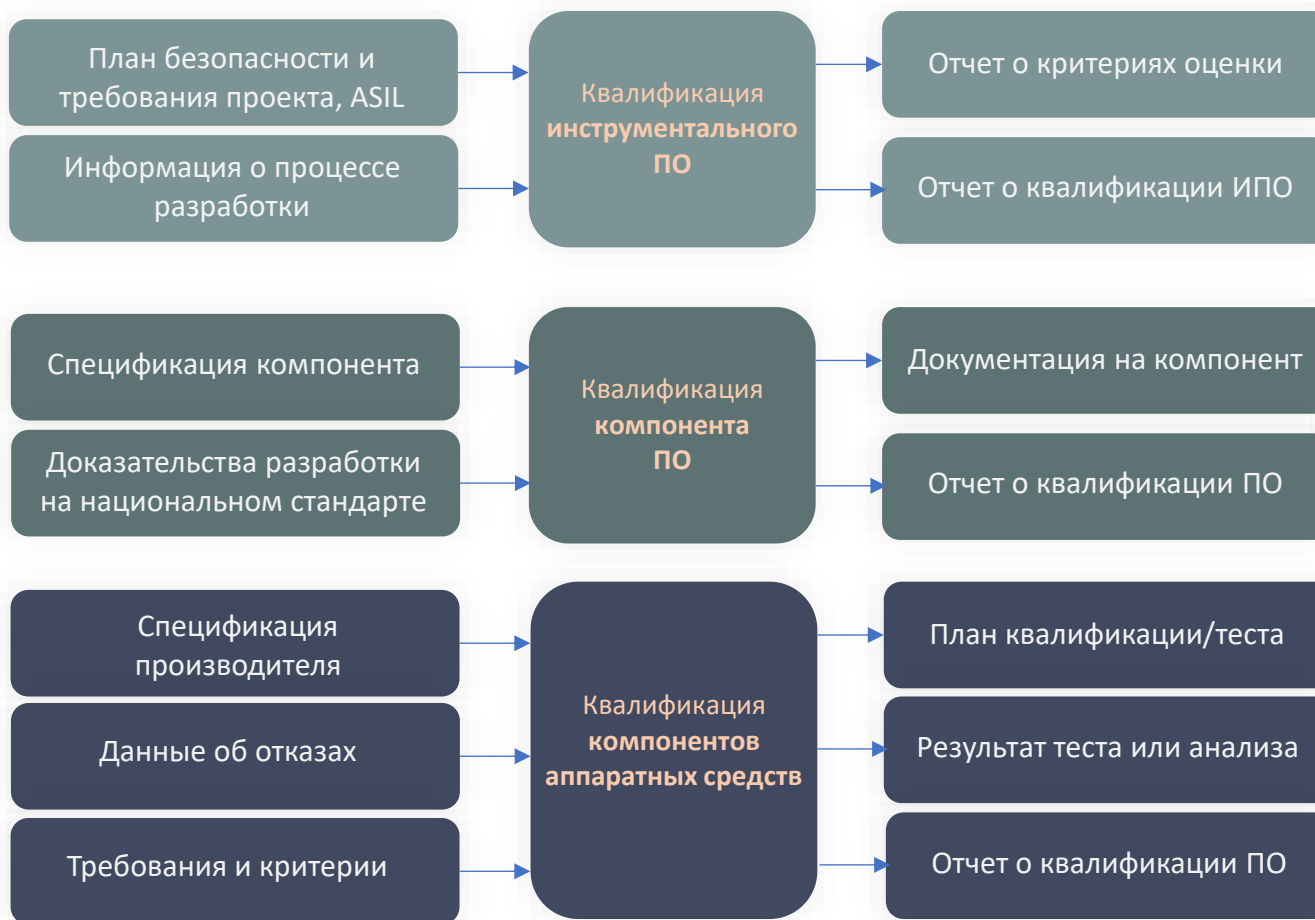 План безопасности и
требования проекта, ASIL
Информация о процессе
разработки
Квалификация
инструментального
ПО
Отчет о критериях оценки
Отчет о квалификации ИПО
Спецификация компонента
Доказательства разработки
на национальном стандарте
Квалификация
компонента
ПО
Документация на компонент
Отчет о квалификации ПО
Спецификация
производителя
Данные об отказах
Требования и критерии
Квалификация
компонентов
аппаратных средств
План квалификации/теста
Результат теста или анализа
Отчет о квалификации ПО